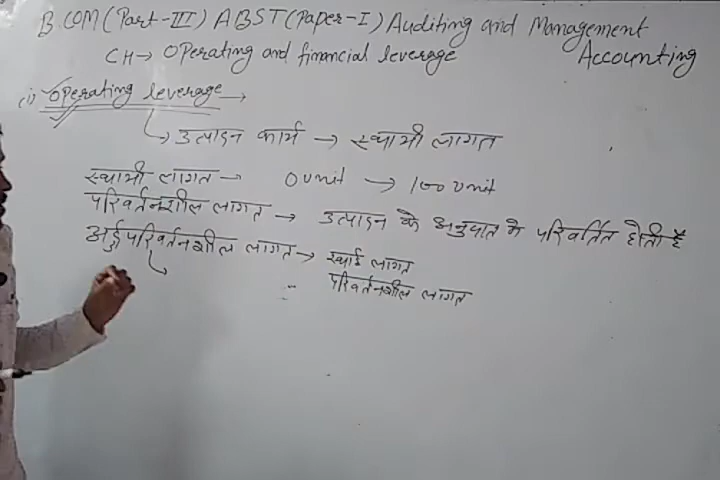 B.COM (Part-III) ABST (Paper-I) Auditing and Management Accounting
CH → Operating and financial leverage
(i) Operating leverage →
↳ उत्पादन कार्य → स्थायी लागत
स्थायी लागत → 0 unit → 100 unit
परिवर्तनशील लागत → उत्पादन के अनुपात मे परिवर्तित होती है
अर्द्धपरिवर्तनशील लागत → स्थाई लागत
परिवर्तनशील लागत